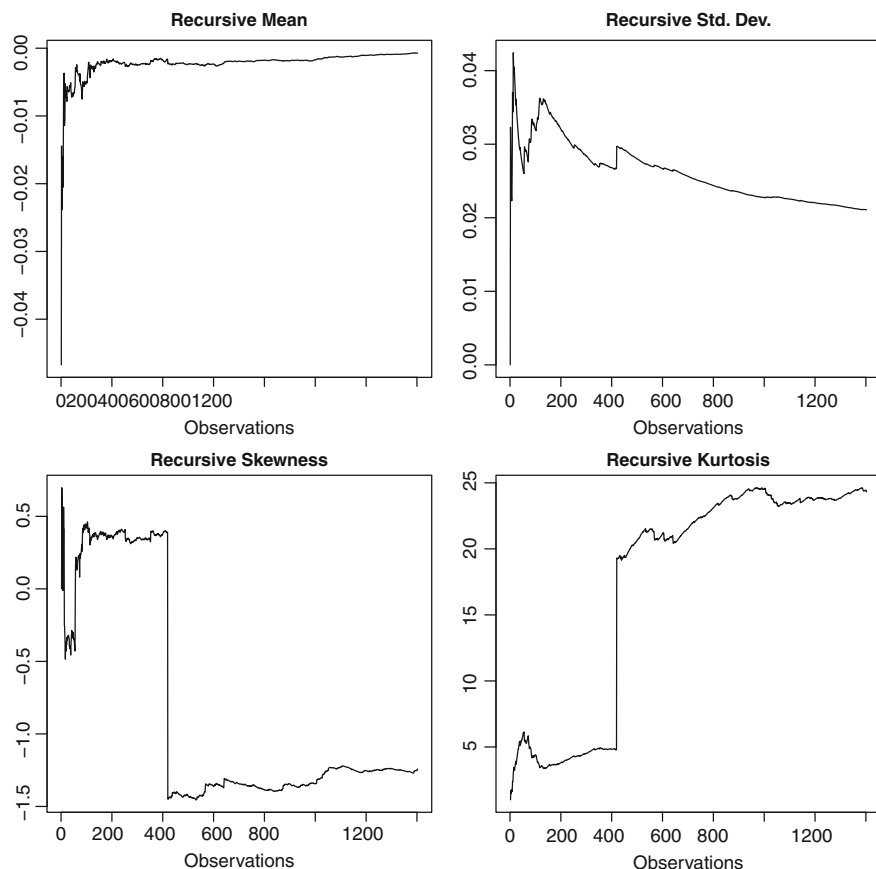 Recursive Mean
0.00
−0.01
−0.02
−0.03
−0.04
0200400600800 1200
Observations
Recursive Std. Dev.
0.04
0.03
0.02
0.01
0.00
0 200 400 600 800 1200
Observations
Recursive Skewness
0.5
0.0
−0.5
−1.0
−1.5
0 200 400 600 800 1200
Observations
Recursive Kurtosis
25
20
15
10
5
0 200 400 600 800 1200
Observations